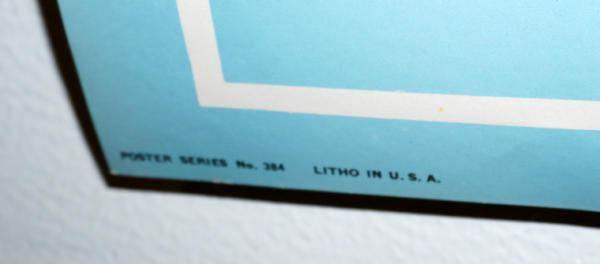 POSTER SERIES No. 384 LITHO IN U. S. A.